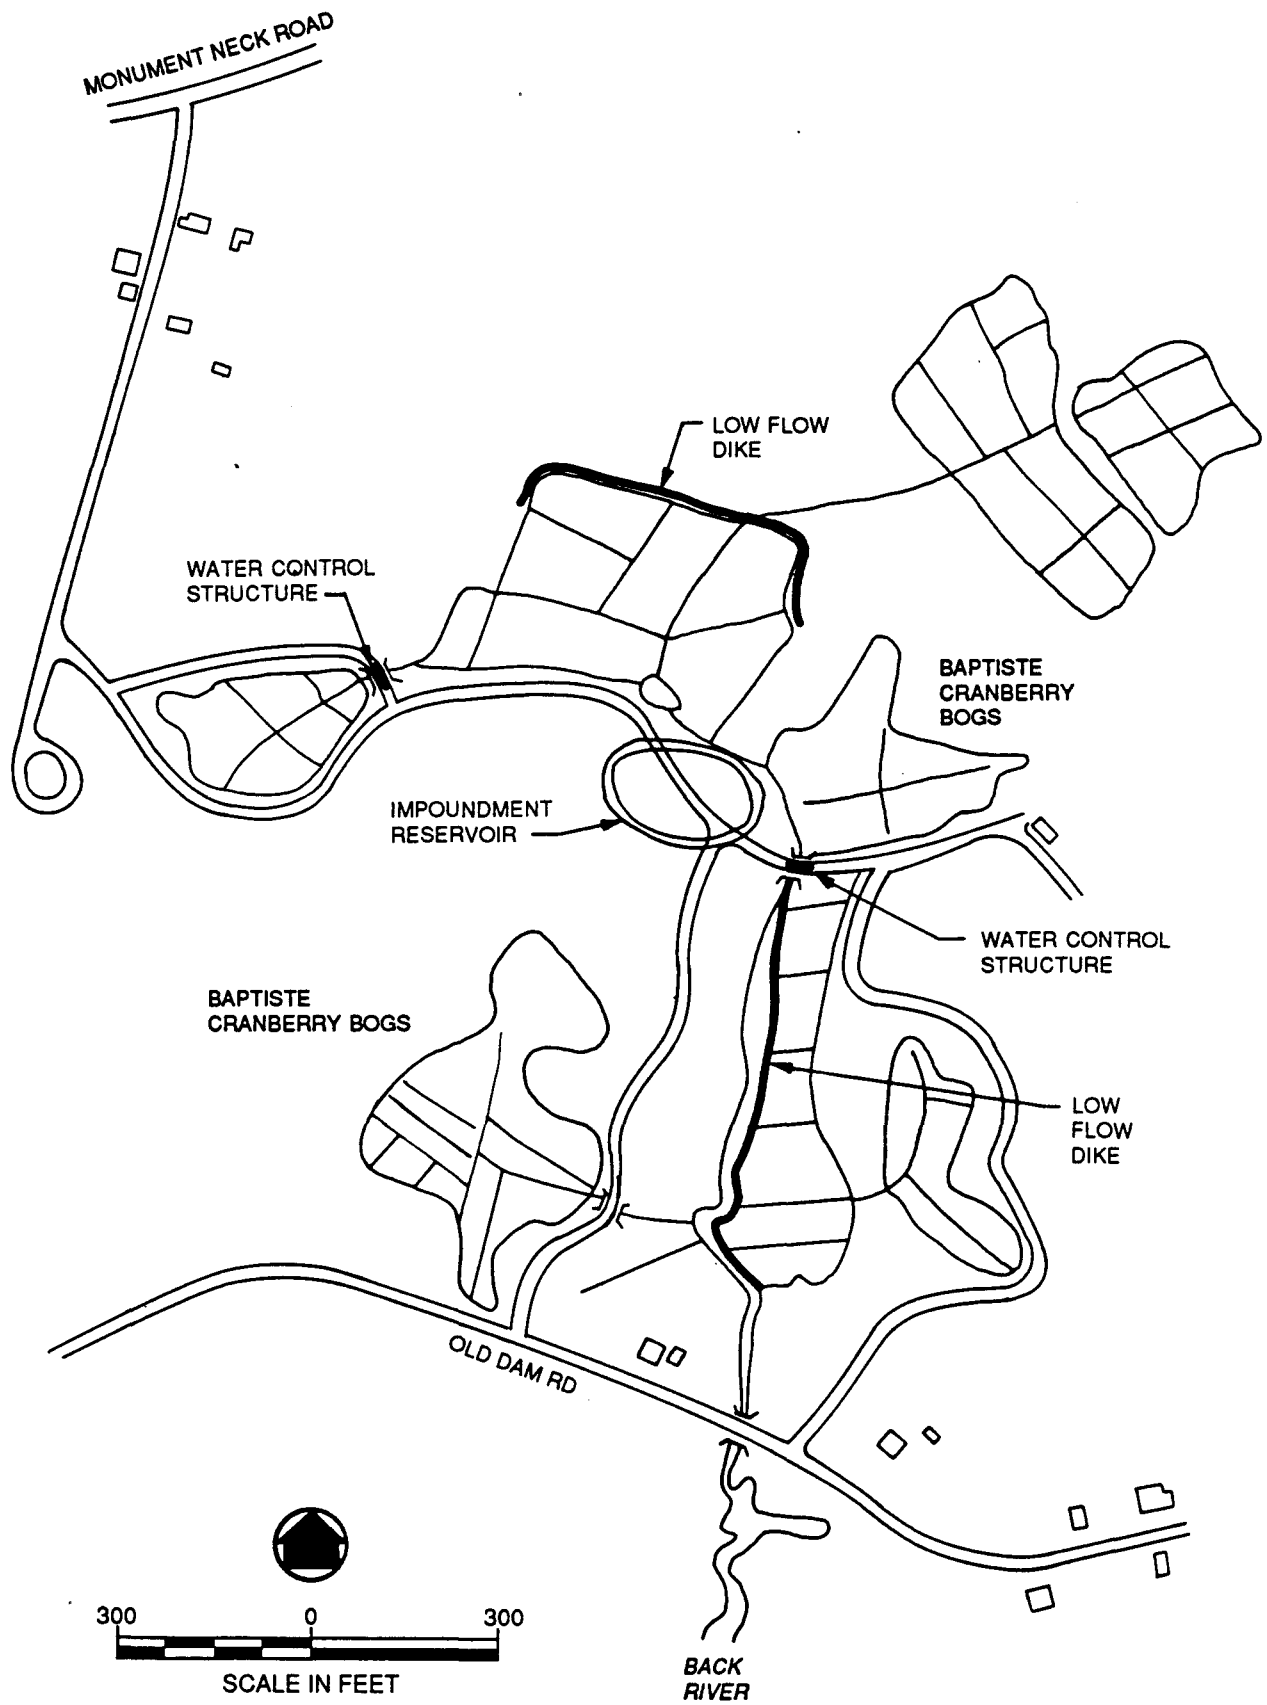 MONUMENT NECK ROAD
LOW FLOW
DIKE
WATER CONTROL
STRUCTURE
BAPTISTE
CRANBERRY
BOGS
IMPOUNDMENT
RESERVOIR
WATER CONTROL
STRUCTURE
BAPTISTE
CRANBERRY BOGS
LOW
FLOW
DIKE
OLD DAM RD
300 0 300
SCALE IN FEET
BACK
RIVER